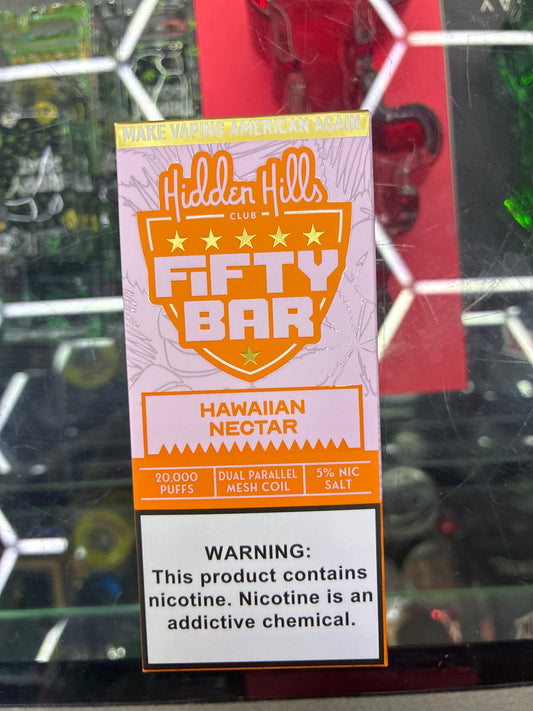 MAKE VAPING AMERICAN AGAIN
Hidden Hills
CLUB
FiFTY
BAR
HAWAIIAN
NECTAR
20,000
PUFFS
DUAL PARALLEL
MESH COIL
5% NIC
SALT
WARNING:
This product contains
nicotine. Nicotine is an
addictive chemical.